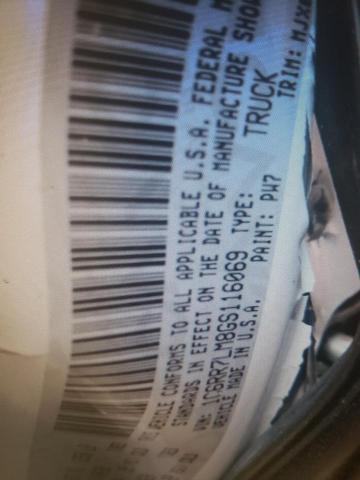 VEHICLE CONFORMS TO ALL APPLICABLE U.S.A. FEDERAL
STANDARDS IN EFFECT ON THE DATE OF MANUFACTURE
VIN: 1C6RR7LM8GS116069 TYPE: TRUCK
VEHICLE MADE IN U.S.A. PAINT: PW7 TRIM: